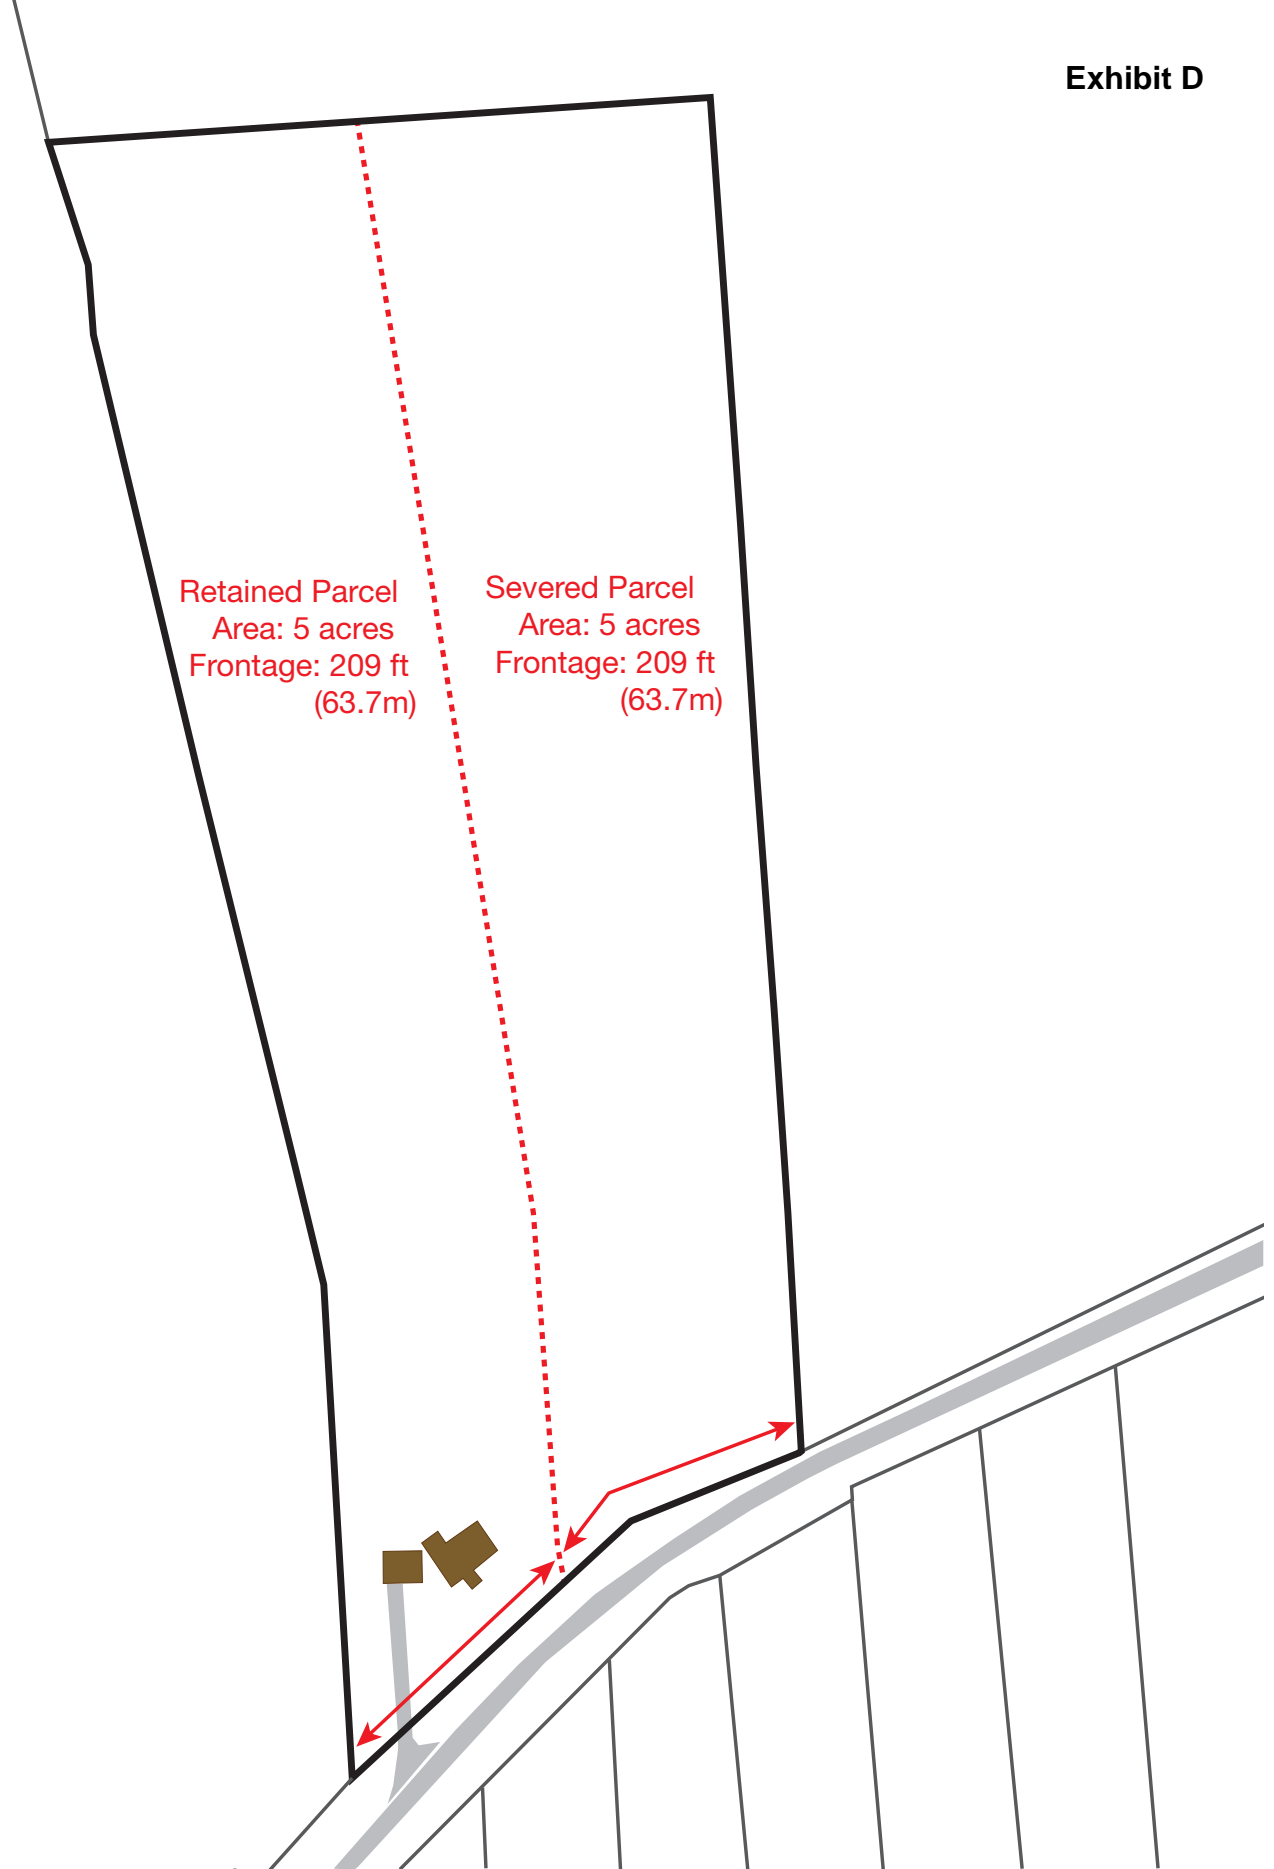 Exhibit D
Retained Parcel
Area: 5 acres
Frontage: 209 ft
(63.7m)
Severed Parcel
Area: 5 acres
Frontage: 209 ft
(63.7m)